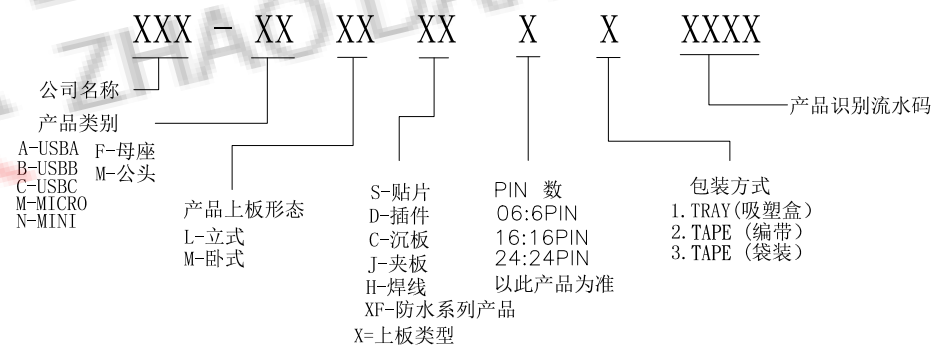 XXX - XX XX XX X X XXXX
公司名称
产品类别
A-USBA F-母座
B-USBB M-公头
C-USBC
M-MICRO
N-MINI
产品上板形态
L-立式
M-卧式
S-贴片
D-插件
C-沉板
J-夹板
H-焊线
XF-防水系列产品
X=上板类型
PIN 数
06:6PIN
16:16PIN
24:24PIN
以此产品为准
包装方式
1.TRAY(吸塑盒)
2.TAPE (编带)
3.TAPE (袋装)
产品识别流水码